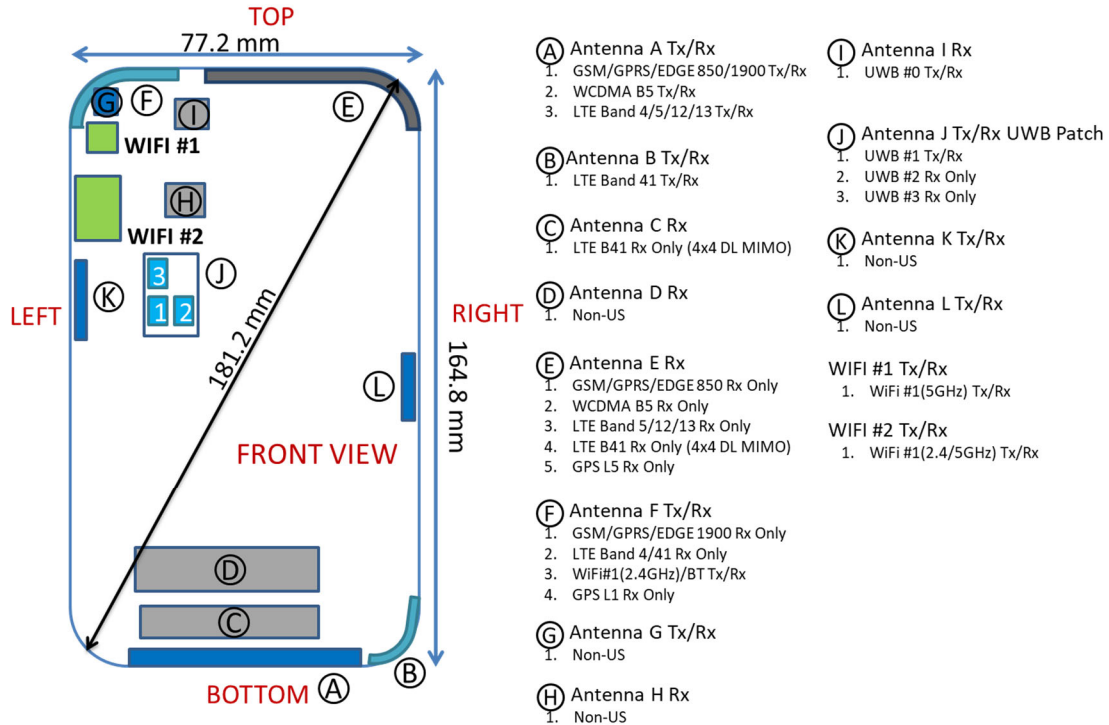 TOP
77.2 mm
G
F
I
E
WIFI #1
H
WIFI #2
J
3
1 2
K
LEFT
RIGHT
181.2 mm
164.8 mm
L
FRONT VIEW
D
C
B
BOTTOM
A
A Antenna A Tx/Rx
1. GSM/GPRS/EDGE 850/1900 Tx/Rx
2. WCDMA B5 Tx/Rx
3. LTE Band 4/5/12/13 Tx/Rx
B Antenna B Tx/Rx
1. LTE Band 41 Tx/Rx
C Antenna C Rx
1. LTE B41 Rx Only (4x4 DL MIMO)
D Antenna D Rx
1. Non-US
E Antenna E Rx
1. GSM/GPRS/EDGE 850 Rx Only
2. WCDMA B5 Rx Only
3. LTE Band 5/12/13 Rx Only
4. LTE B41 Rx Only (4x4 DL MIMO)
5. GPS L5 Rx Only
F Antenna F Tx/Rx
1. GSM/GPRS/EDGE 1900 Rx Only
2. LTE Band 4/41 Rx Only
3. WiFi#1(2.4GHz)/BT Tx/Rx
4. GPS L1 Rx Only
G Antenna G Tx/Rx
1. Non-US
H Antenna H Rx
1. Non-US
I Antenna I Rx
1. UWB #0 Tx/Rx
J Antenna J Tx/Rx UWB Patch
1. UWB #1 Tx/Rx
2. UWB #2 Rx Only
3. UWB #3 Rx Only
K Antenna K Tx/Rx
1. Non-US
L Antenna L Tx/Rx
1. Non-US
WIFI #1 Tx/Rx
1. WiFi #1(5GHz) Tx/Rx
WIFI #2 Tx/Rx
1. WiFi #1(2.4/5GHz) Tx/Rx